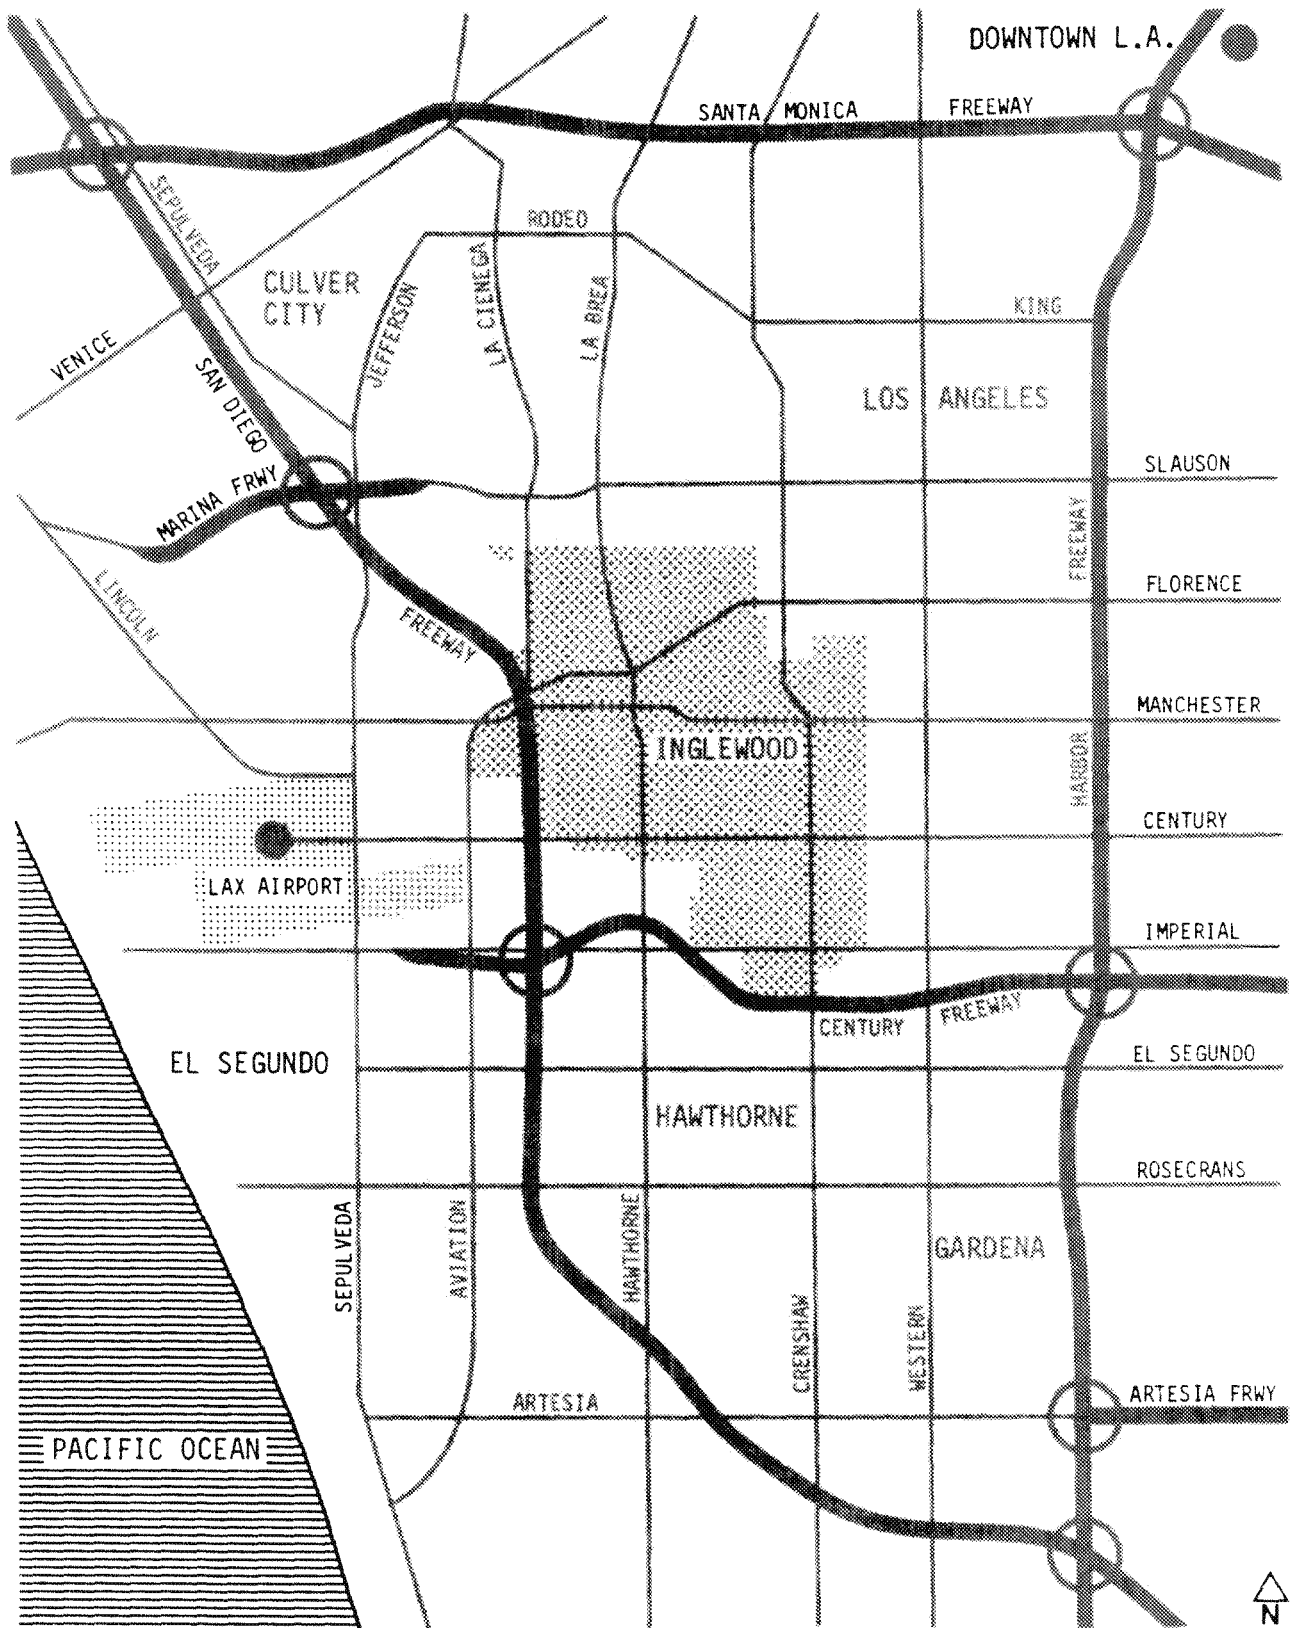 DOWNTOWN L.A.
SANTA MONICA FREEWAY
SEPULVEDA
RODEO
CULVER
CITY
JEFFERSON
LA CIENEGA
LA BREA
KING
VENICE
SAN DIEGO
LOS ANGELES
MARINA FRWY
SLAUSON
FREEWAY
LINCOLN
FLORENCE
FREEWAY
MANCHESTER
INGLEWOOD
HARBOR
CENTURY
LAX AIRPORT
IMPERIAL
CENTURY FREEWAY
EL SEGUNDO
EL SEGUNDO
HAWTHORNE
ROSECRANS
SEPULVEDA
AVIATION
HAWTHORNE
GARDENA
CRENSHAW
WESTERN
ARTESIA
ARTESIA FRWY
PACIFIC OCEAN
N